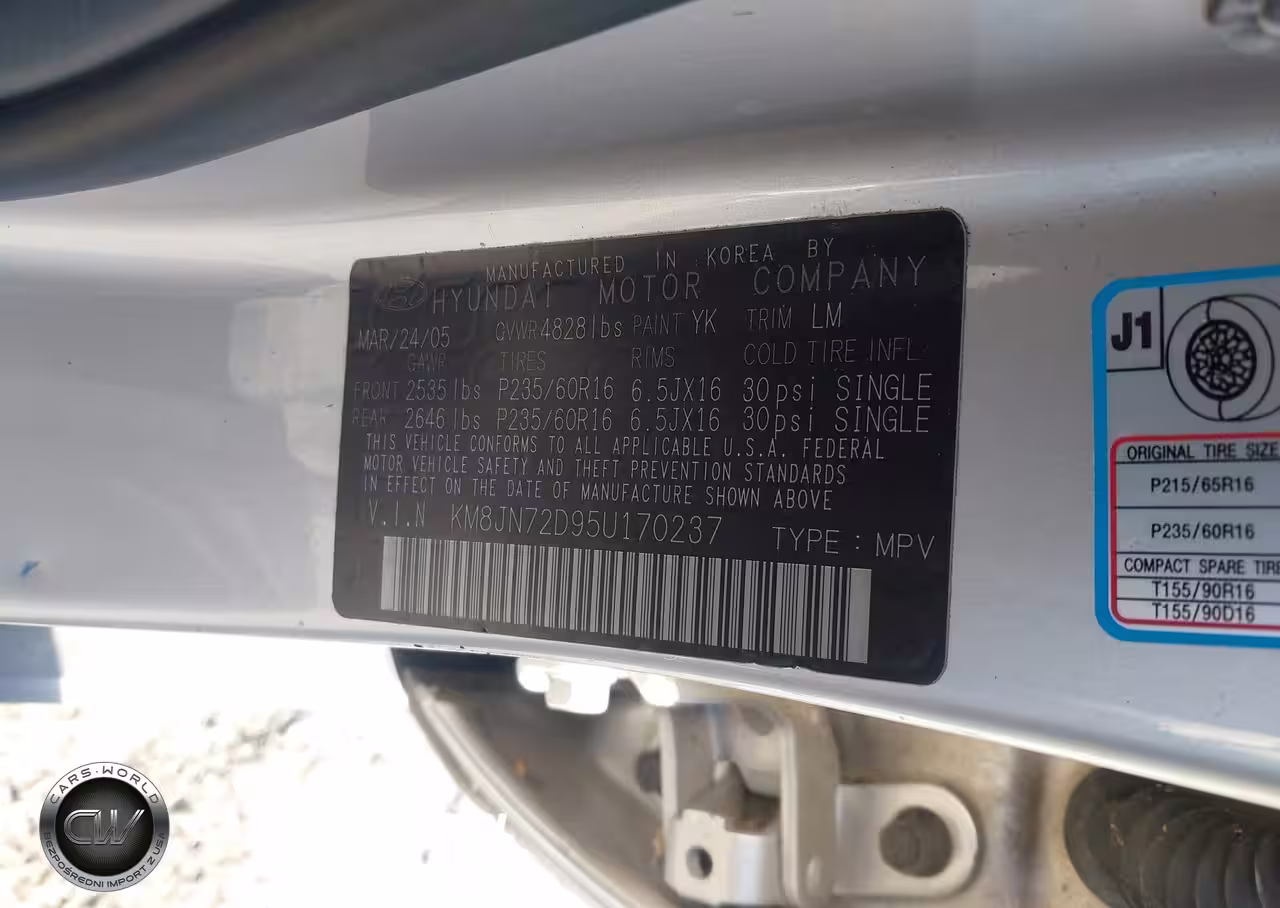 MANUFACTURED IN KOREA BY
HYUNDAI MOTOR COMPANY
MAR/24/05 GVWR 4828lbs PAINT YK TRIM LM
GAWR TIRES RIMS COLD TIRE INFL
FRONT 2535lbs P235/60R16 6.5JX16 30psi SINGLE
REAR 2646lbs P235/60R16 6.5JX16 30psi SINGLE
THIS VEHICLE CONFORMS TO ALL APPLICABLE U.S.A. FEDERAL
MOTOR VEHICLE SAFETY AND THEFT PREVENTION STANDARDS
IN EFFECT ON THE DATE OF MANUFACTURE SHOWN ABOVE
V.I.N KM8JN72D95U170237 TYPE : MPV
J1
ORIGINAL TIRE SIZE
P215/65R16
P235/60R16
COMPACT SPARE TIRE
T155/90R16
T155/90D16
CARS·WORLD
CW
BEZPOŚREDNI IMPORT Z USA